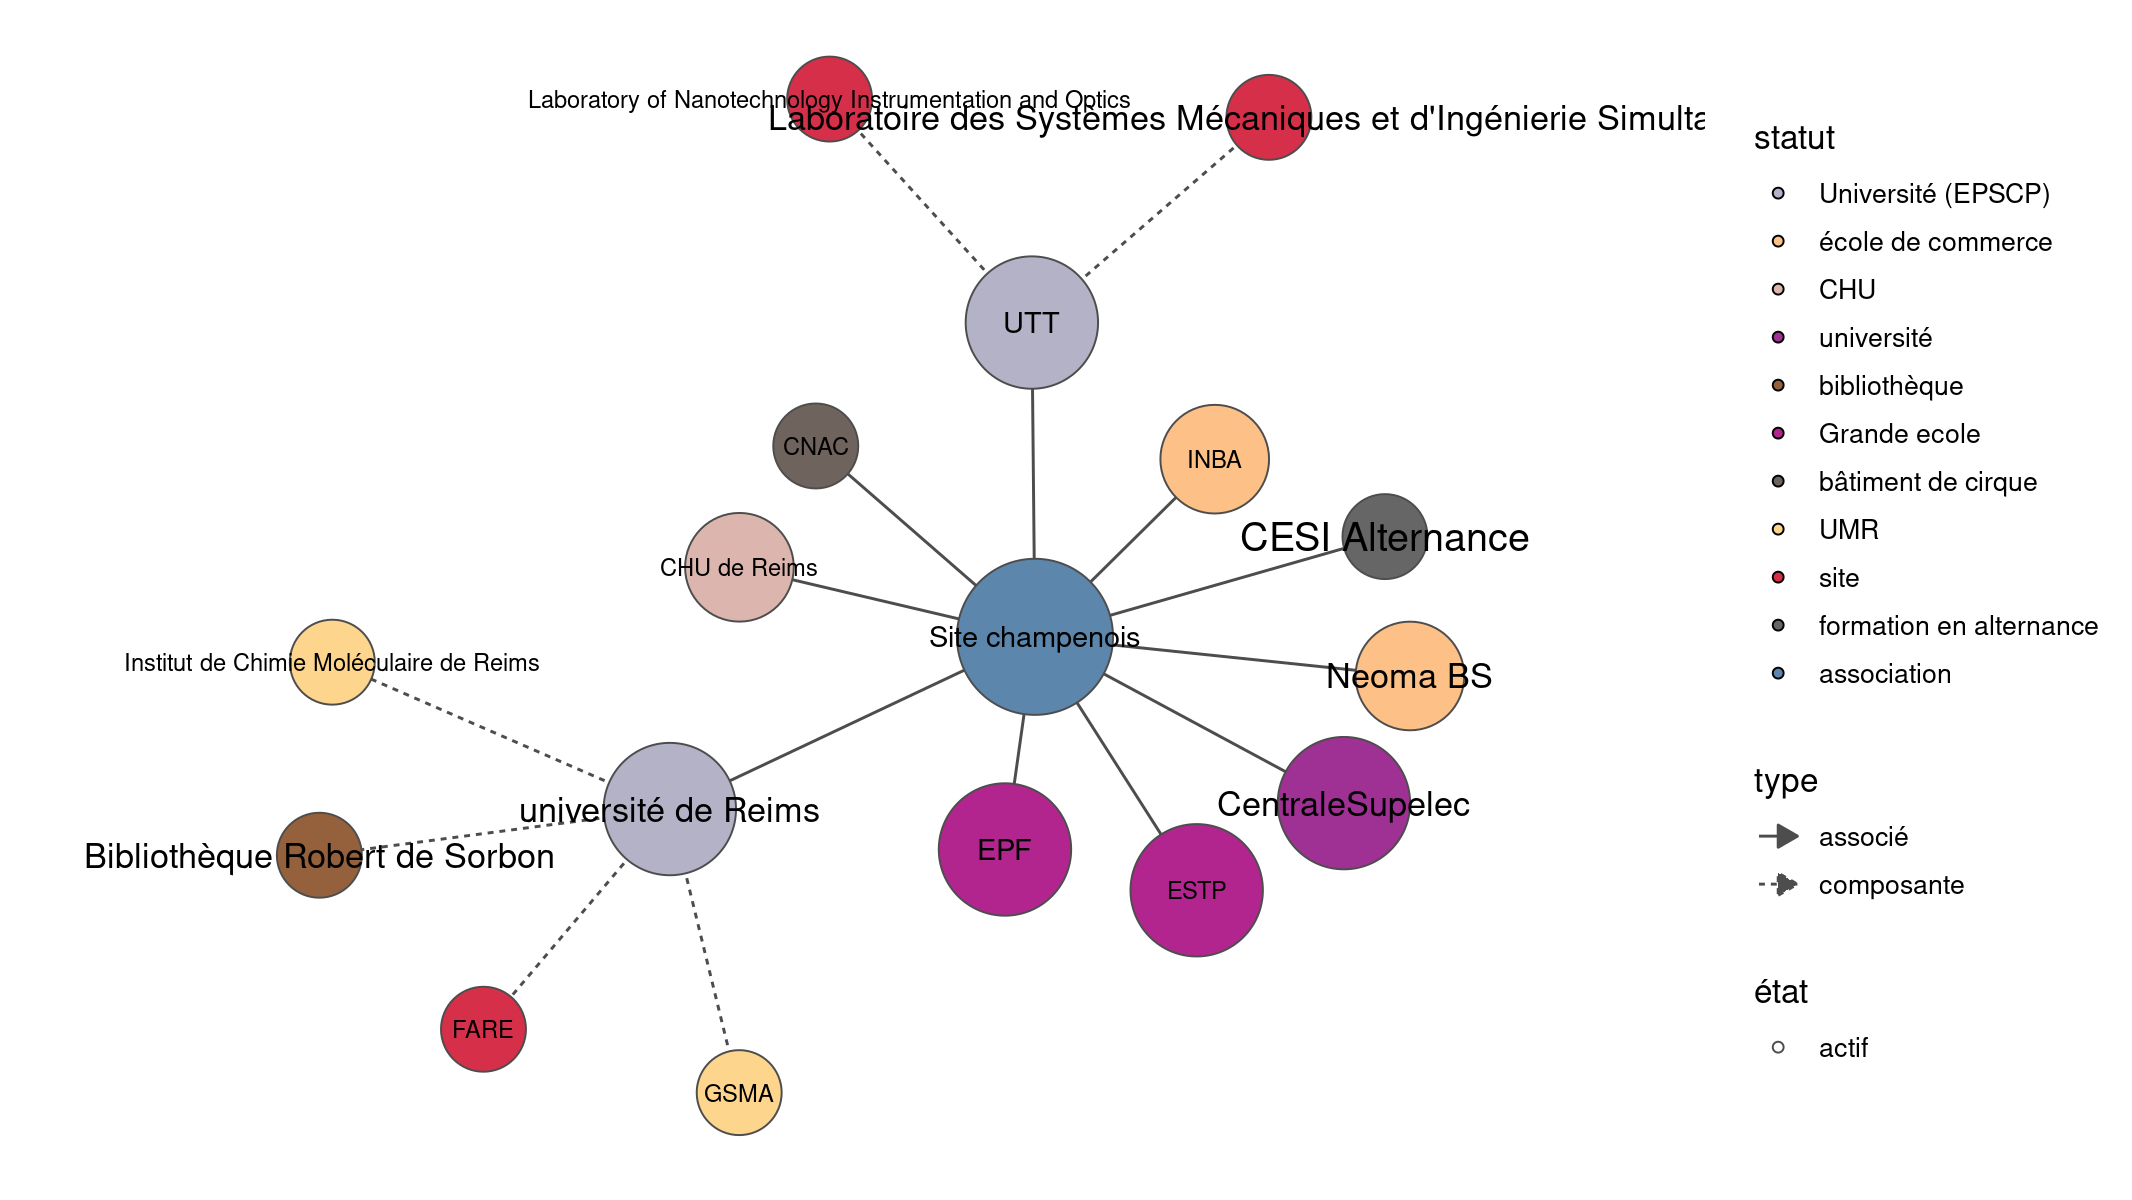 Laboratory of Nanotechnology Instrumentation and Optics
Laboratoire des Systèmes Mécaniques et d'Ingénierie Simulta
UTT
CNAC
INBA
CESI Alternance
CHU de Reims
Site champenois
Institut de Chimie Moléculaire de Reims
Neoma BS
université de Reims
CentraleSupelec
Bibliothèque Robert de Sorbon
EPF
ESTP
FARE
GSMA
statut
Université (EPSCP)
école de commerce
CHU
université
bibliothèque
Grande ecole
bâtiment de cirque
UMR
site
formation en alternance
association
type
associé
composante
état
actif